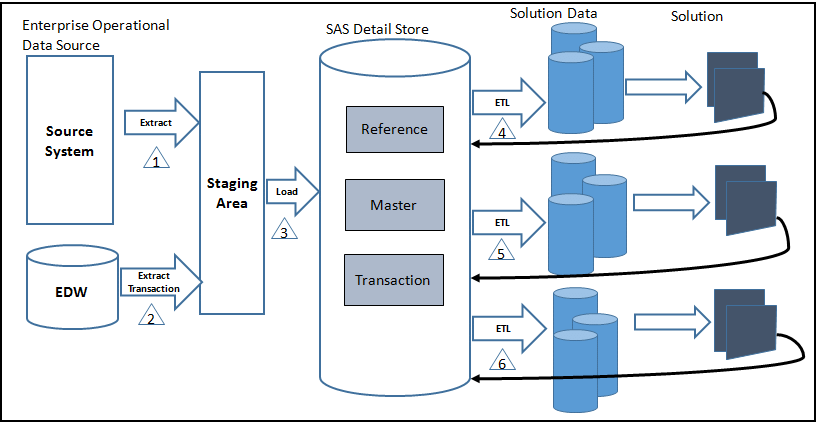 Enterprise Operational
Data Source
SAS Detail Store
Solution Data
Solution
Source
System
Extract
1
Staging
Area
Load
3
EDW
Extract
Transaction
2
Reference
Master
Transaction
ETL
4
ETL
5
ETL
6